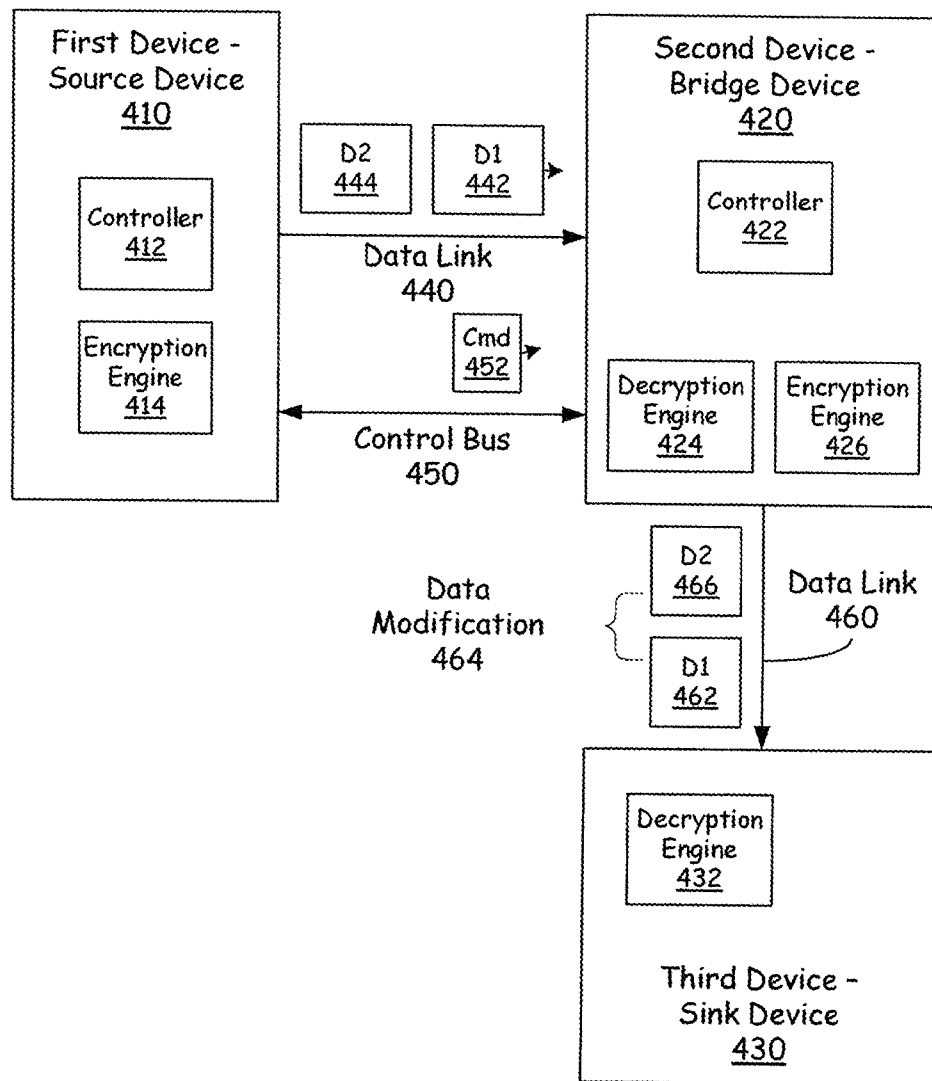 First Device -
Source Device
410
Controller
412
Encryption
Engine
414
D2
444
D1
442
Data Link
440
Cmd
452
Control Bus
450
Second Device -
Bridge Device
420
Controller
422
Decryption
Engine
424
Encryption
Engine
426
Data
Modification
464
D2
466
D1
462
Data Link
460
Decryption
Engine
432
Third Device –
Sink Device
430